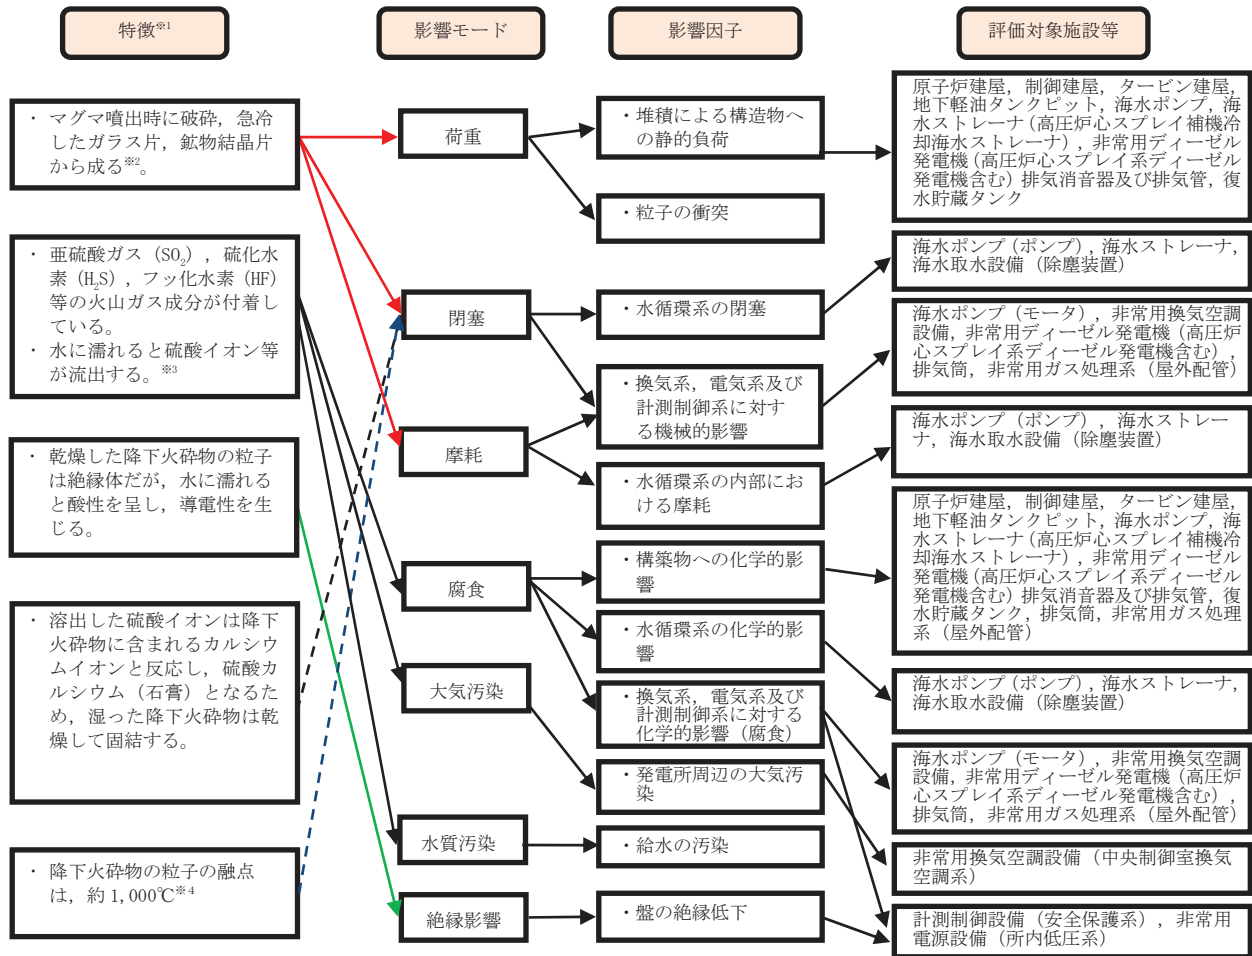 特徴※1
影響モード
影響因子
評価対象施設等
・ マグマ噴出時に破砕，急冷
したガラス片，鉱物結晶片
から成る※2。
・ 亜硫酸ガス（SO2），硫化水
素（H2S），フッ化水素（HF）
等の火山ガス成分が付着し
ている。
・ 水に濡れると硫酸イオン等
が流出する。※3
・ 乾燥した降下火砕物の粒子
は絶縁体だが，水に濡れる
と酸性を呈し，導電性を生
じる。
・ 溶出した硫酸イオンは降下
火砕物に含まれるカルシウ
ムイオンと反応し，硫酸カ
ルシウム（石膏）となるた
め，湿った降下火砕物は乾
燥して固結する。
・ 降下火砕物の粒子の融点
は，約 1,000℃※4
荷重
閉塞
摩耗
腐食
大気汚染
水質汚染
絶縁影響
・堆積による構造物へ
の静的負荷
・粒子の衝突
・水循環系の閉塞
・換気系，電気系及び
計測制御系に対す
る機械的影響
・水循環系の内部にお
ける摩耗
・構築物への化学的影
響
・水循環系の化学的影
響
・換気系，電気系及び
計測制御系に対する
化学的影響（腐食）
・発電所周辺の大気汚
染
・給水の汚染
・盤の絶縁低下
原子炉建屋，制御建屋，タービン建屋，
地下軽油タンクピット，海水ポンプ，海
水ストレーナ（高圧炉心スプレイ補機冷
却海水ストレーナ），非常用ディーゼル
発電機（高圧炉心スプレイ系ディーゼル
発電機含む）排気消音器及び排気管，復
水貯蔵タンク
海水ポンプ（ポンプ），海水ストレーナ，
海水取水設備（除塵装置）
海水ポンプ（モータ），非常用換気空調
設備，非常用ディーゼル発電機（高圧炉
心スプレイ系ディーゼル発電機含む），
排気筒，非常用ガス処理系（屋外配管）
海水ポンプ（ポンプ），海水ストレー
ナ，海水取水設備（除塵装置）
原子炉建屋，制御建屋，タービン建屋，
地下軽油タンクピット，海水ポンプ，海
水ストレーナ（高圧炉心スプレイ補機冷
却海水ストレーナ），非常用ディーゼル
発電機（高圧炉心スプレイ系ディーゼル
発電機含む）排気消音器及び排気管，復
水貯蔵タンク，排気筒，非常用ガス処理
系（屋外配管）
海水ポンプ（ポンプ），海水ストレーナ，
海水取水設備（除塵装置）
海水ポンプ（モータ），非常用換気空調
設備，非常用ディーゼル発電機（高圧炉
心スプレイ系ディーゼル発電機含む），
排気筒，非常用ガス処理系（屋外配管）
非常用換気空調設備（中央制御室換気
空調系）
計測制御設備（安全保護系），非常用
電源設備（所内低圧系）